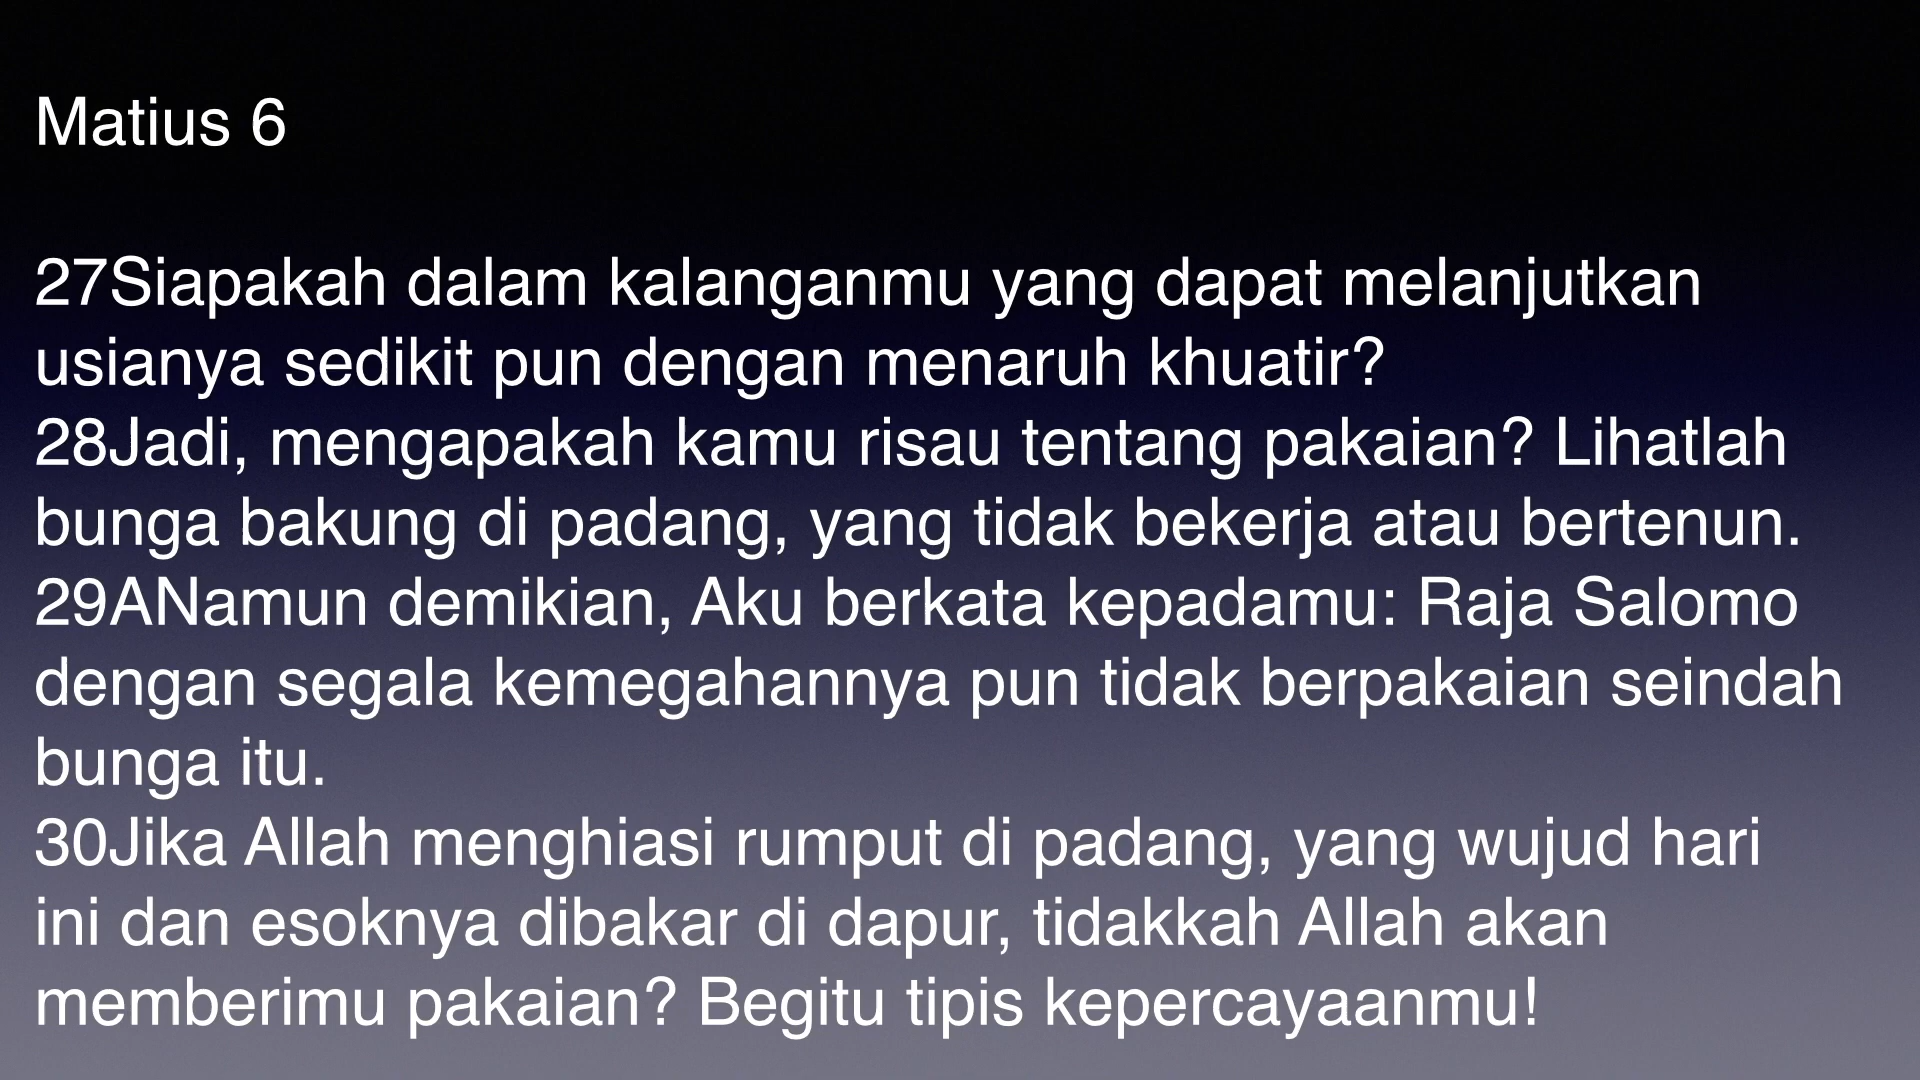 Matius 6
27Siapakah dalam kalanganmu yang dapat melanjutkan
usianya sedikit pun dengan menaruh khuatir?
28Jadi, mengapakah kamu risau tentang pakaian? Lihatlah
bunga bakung di padang, yang tidak bekerja atau bertenun.
29ANamun demikian, Aku berkata kepadamu: Raja Salomo
dengan segala kemegahannya pun tidak berpakaian seindah
bunga itu.
30Jika Allah menghiasi rumput di padang, yang wujud hari
ini dan esoknya dibakar di dapur, tidakkah Allah akan
memberimu pakaian? Begitu tipis kepercayaanmu!